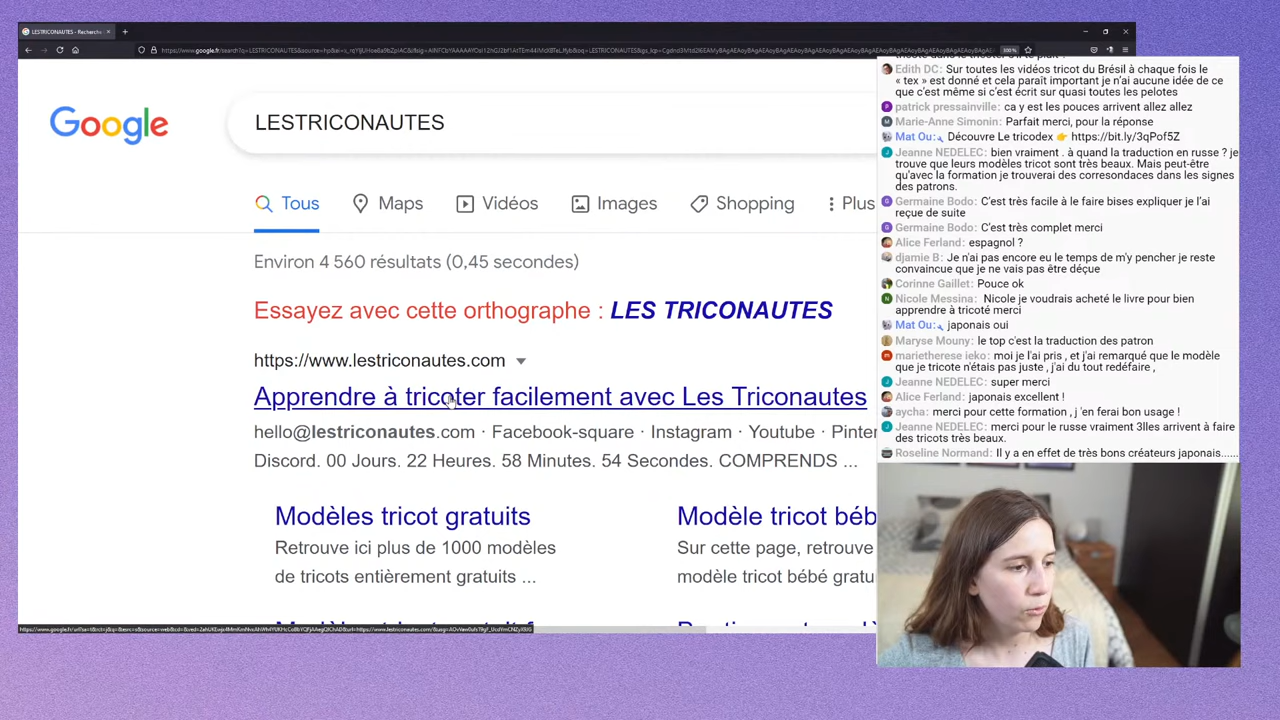 LESTRICONAUTES - Recherche
100%
Google
LESTRICONAUTES
Tous
Maps
Vidéos
Images
Shopping
Plus
Environ 4 560 résultats (0,45 secondes)
Essayez avec cette orthographe : LES TRICONAUTES
https://www.lestriconautes.com
Apprendre à tricoter facilement avec Les Triconautes
hello@lestriconautes.com · Facebook-square · Instagram · Youtube · Pinter
Discord. 00 Jours. 22 Heures. 58 Minutes. 54 Secondes. COMPRENDS ...
Modèles tricot gratuits
Retrouve ici plus de 1000 modèles
de tricots entièrement gratuits ...
Modèle tricot béb
Sur cette page, retrouve
modèle tricot bébé gratu
Edith DC: Sur toutes les vidéos tricot du Brésil à chaque fois le
« tex » est donné et cela paraît important je n'ai aucune idée de ce
que c'est même si c'est écrit sur quasi toutes les pelotes
patrick pressainville: ca y est les pouces arrivent allez allez
Marie-Anne Simonin: Parfait merci, pour la réponse
Mat Ou: Découvre Le tricodex 👉 https://bit.ly/3qPof5Z
Jeanne NEDELEC: bien vraiment . à quand la traduction en russe ? je
trouve que leurs modèles tricot sont très beaux. Mais peut-être
qu'avec la formation je trouverai des corresondaces dans les signes
des patrons.
Germaine Bodo: C'est très facile à le faire bises expliquer je l'ai
reçue de suite
Germaine Bodo: C'est très complet merci
Alice Ferland: espagnol ?
djamie B: Je n'ai pas encore eu le temps de m'y pencher je reste
convaincue que je ne vais pas être déçue
Corinne Gaillet: Pouce ok
Nicole Messina: Nicole je voudrais acheté le livre pour bien
apprendre à tricoté merci
Mat Ou: japonais oui
Maryse Mouny: le top c'est la traduction des patrons
marietherese ieko: moi je l'ai pris , et j'ai remarqué que le modèle
que je tricote n'étais pas juste , j'ai du tout redéfaire ,
Jeanne NEDELEC: super merci
Alice Ferland: japonais excellent !
aycha: merci pour cette formation , j 'en ferai bon usage !
Jeanne NEDELEC: merci pour le russe vraiment 3lles arrivent à faire
des tricots très beaux.
Roseline Normand: Il y a en effet de très bons créateurs japonais......